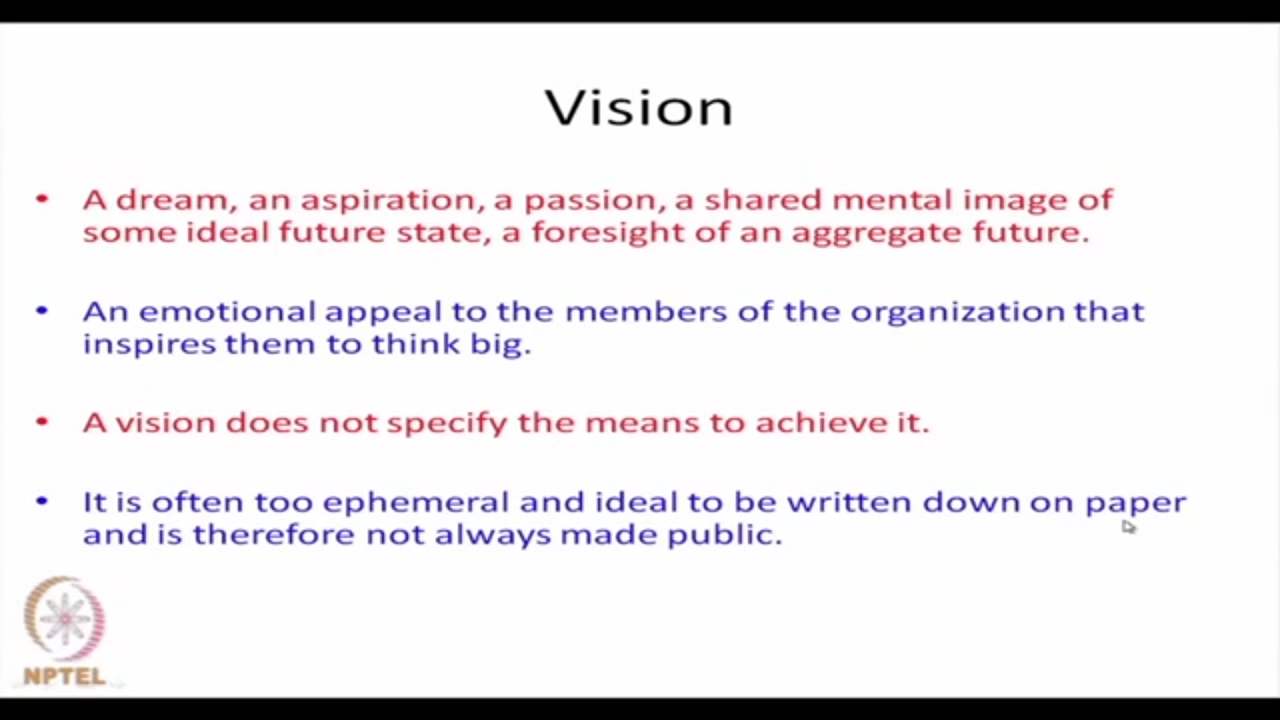 Vision
• A dream, an aspiration, a passion, a shared mental image of
some ideal future state, a foresight of an aggregate future.
• An emotional appeal to the members of the organization that
inspires them to think big.
• A vision does not specify the means to achieve it.
• It is often too ephemeral and ideal to be written down on paper
and is therefore not always made public.
NPTEL